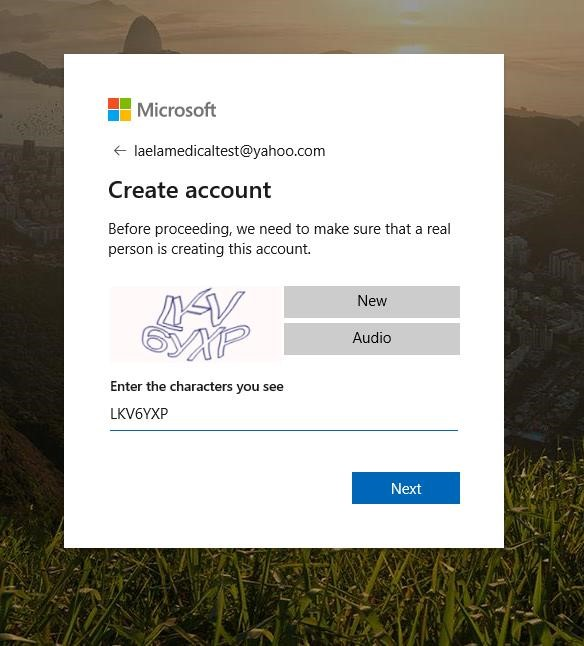 Microsoft
← laelamedicaltest@yahoo.com
Create account
Before proceeding, we need to make sure that a real
person is creating this account.
New
LKV
6YXP
Audio
Enter the characters you see
LKV6YXP
Next